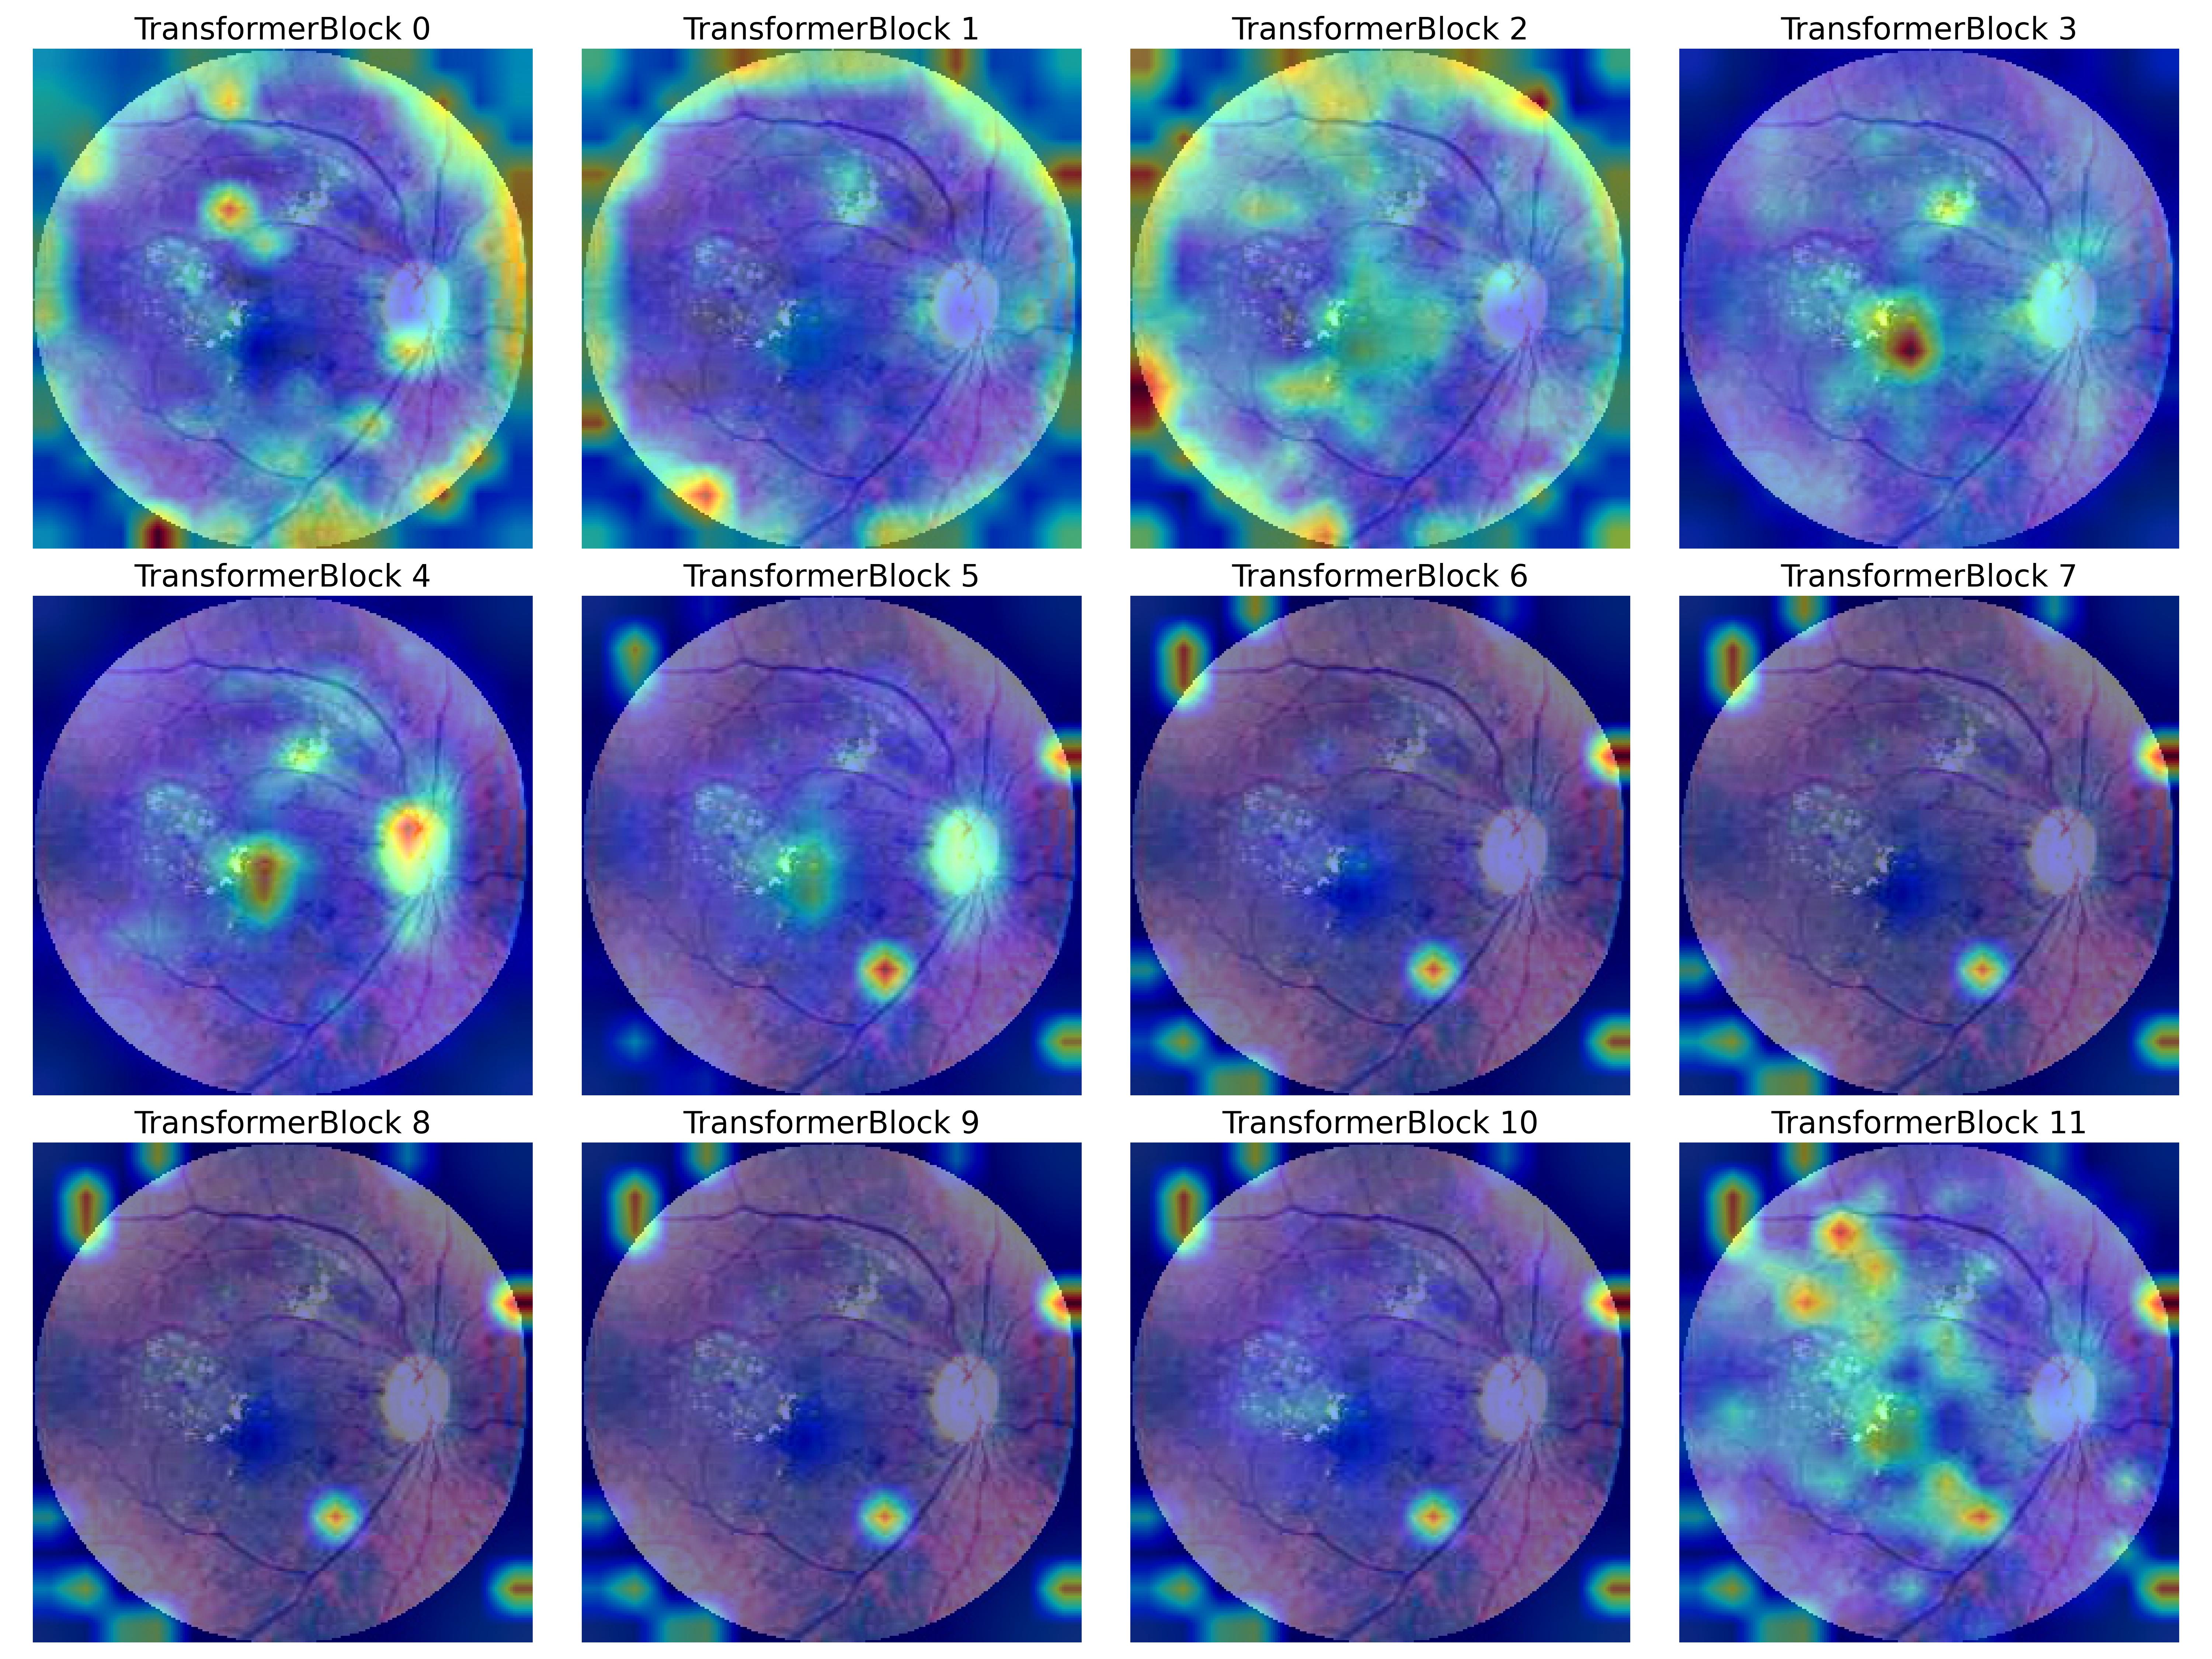 TransformerBlock 0
TransformerBlock 1
TransformerBlock 2
TransformerBlock 3
TransformerBlock 4
TransformerBlock 5
TransformerBlock 6
TransformerBlock 7
TransformerBlock 8
TransformerBlock 9
TransformerBlock 10
TransformerBlock 11